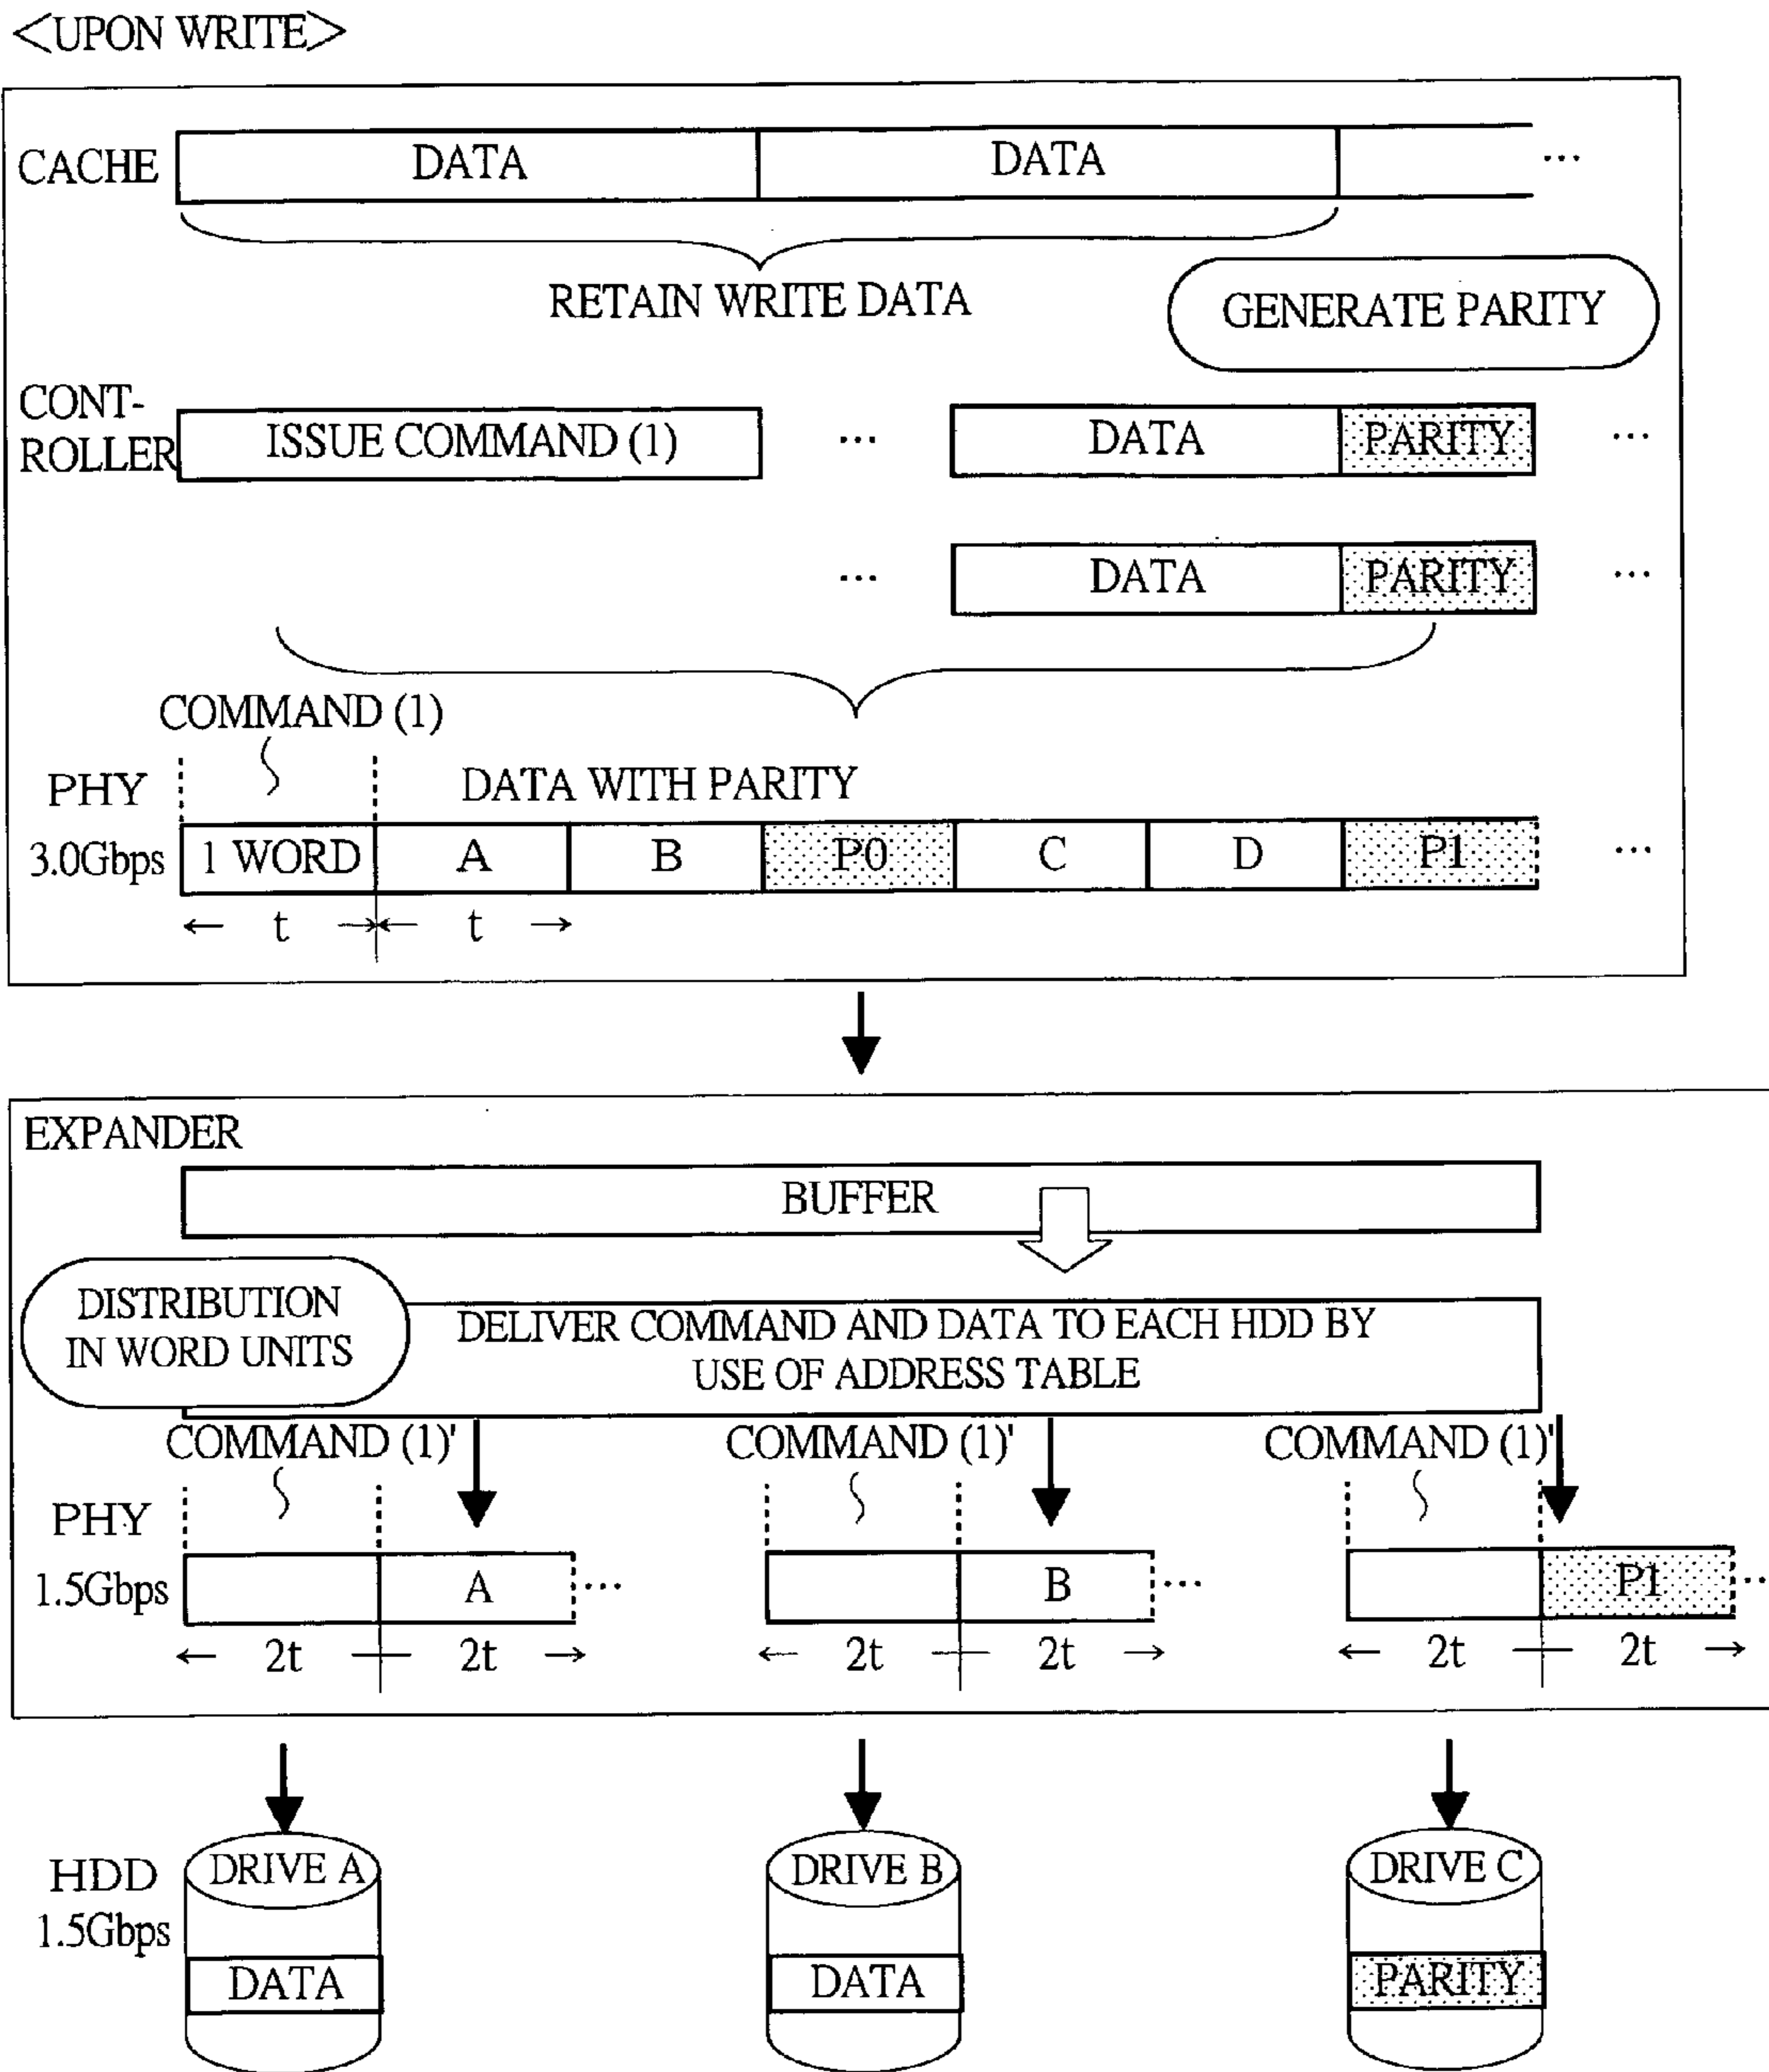 <UPON WRITE>
CACHE DATA DATA ...
RETAIN WRITE DATA
GENERATE PARITY
CONT-
ROLLER
ISSUE COMMAND (1) ... DATA PARITY ...
... DATA PARITY ...
COMMAND (1)
PHY DATA WITH PARITY
3.0Gbps 1 WORD A B P0 C D P1 ...
← t →← t →
EXPANDER
BUFFER
DISTRIBUTION
IN WORD UNITS
DELIVER COMMAND AND DATA TO EACH HDD BY
USE OF ADDRESS TABLE
COMMAND (1)' COMMAND (1)' COMMAND (1)'
PHY
1.5Gbps A ... B ... P1 ...
← 2t — 2t → ← 2t — 2t → ← 2t — 2t →
HDD DRIVE A DRIVE B DRIVE C
1.5Gbps
DATA DATA PARITY